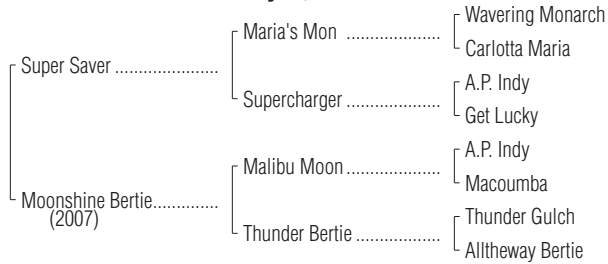 Wavering Monarch
Maria's Mon ....................
Carlotta Maria
Super Saver ......................
A.P. Indy
Supercharger ....................
Get Lucky
A.P. Indy
Malibu Moon ....................
Macoumba
Moonshine Bertie..............
(2007)
Thunder Gulch
Thunder Bertie ..................
Alltheway Bertie